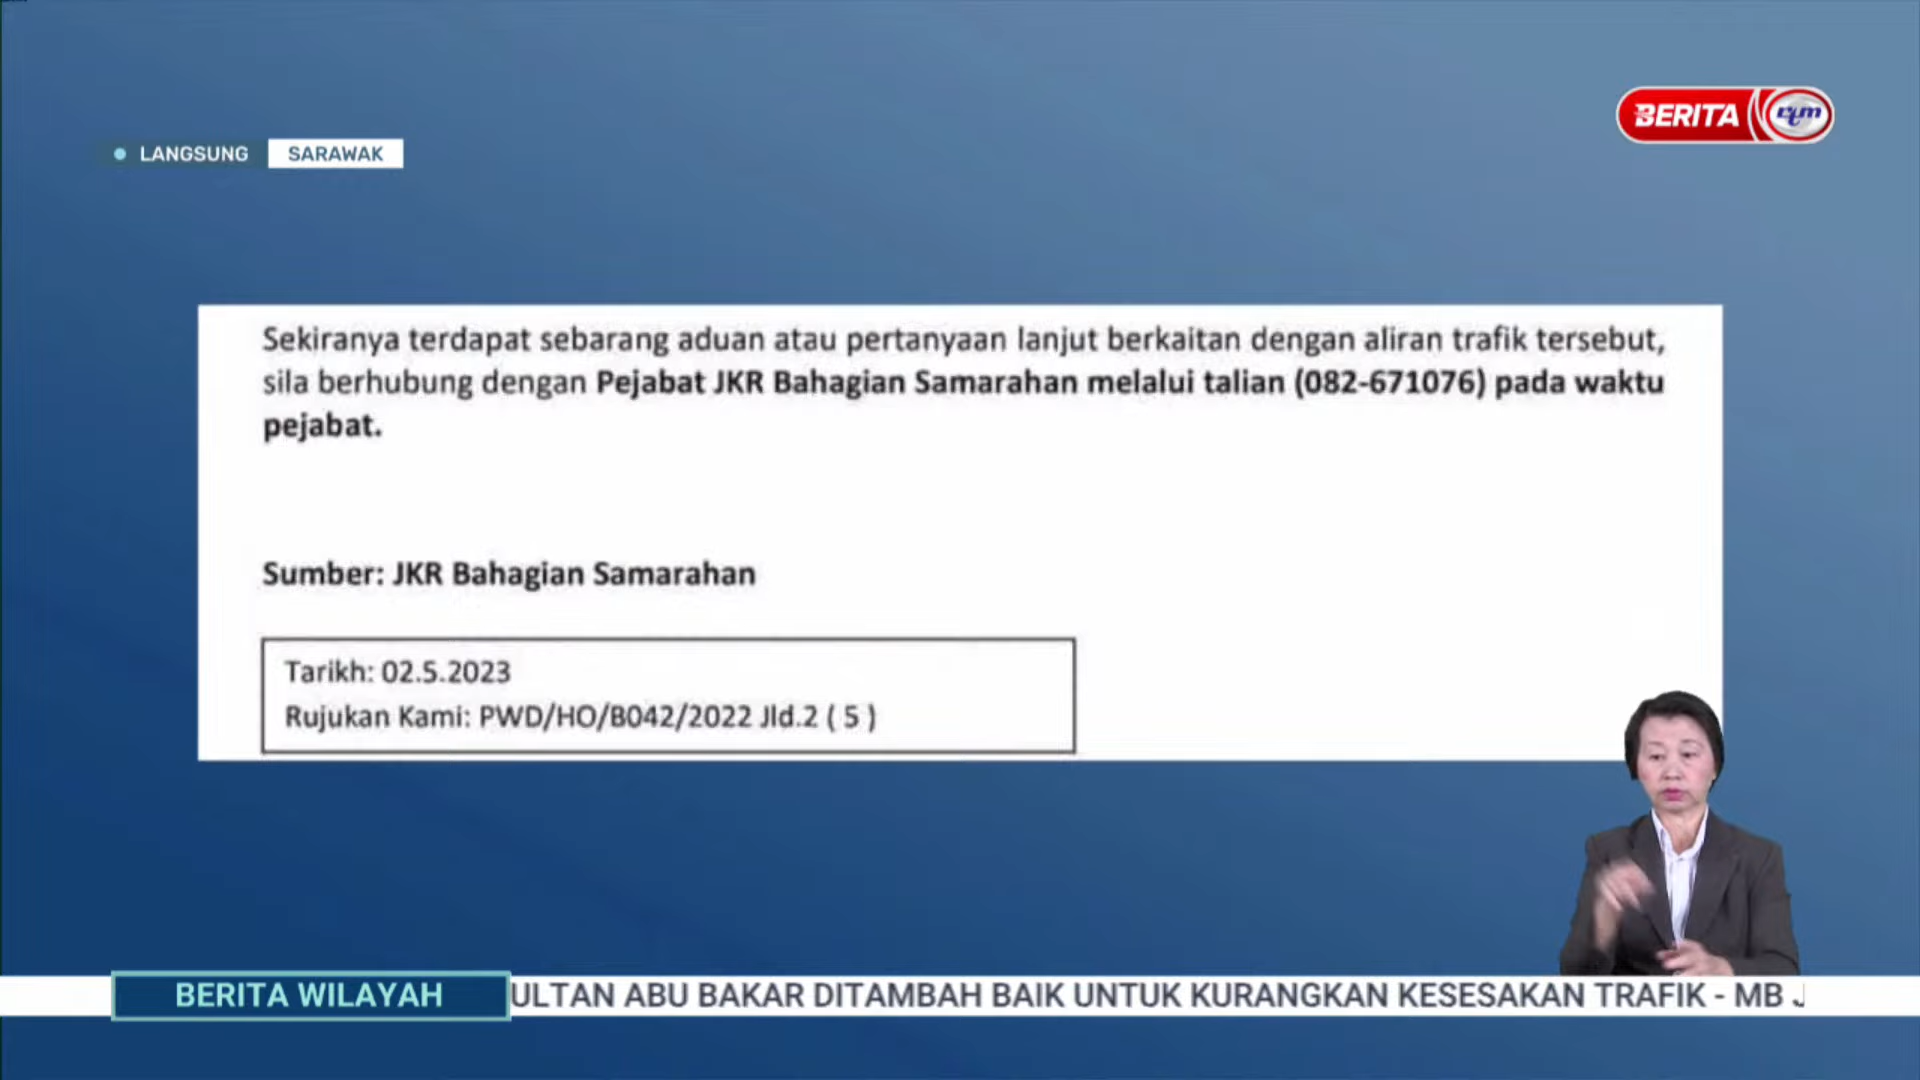 LANGSUNG SARAWAK
BERITA rtm
Sekiranya terdapat sebarang aduan atau pertanyaan lanjut berkaitan dengan aliran trafik tersebut,
sila berhubung dengan Pejabat JKR Bahagian Samarahan melalui talian (082-671076) pada waktu
pejabat.
Sumber: JKR Bahagian Samarahan
Tarikh: 02.5.2023
Rujukan Kami: PWD/HO/B042/2022 Jld.2 ( 5 )
BERITA WILAYAH ULTAN ABU BAKAR DITAMBAH BAIK UNTUK KURANGKAN KESESAKAN TRAFIK - MB J